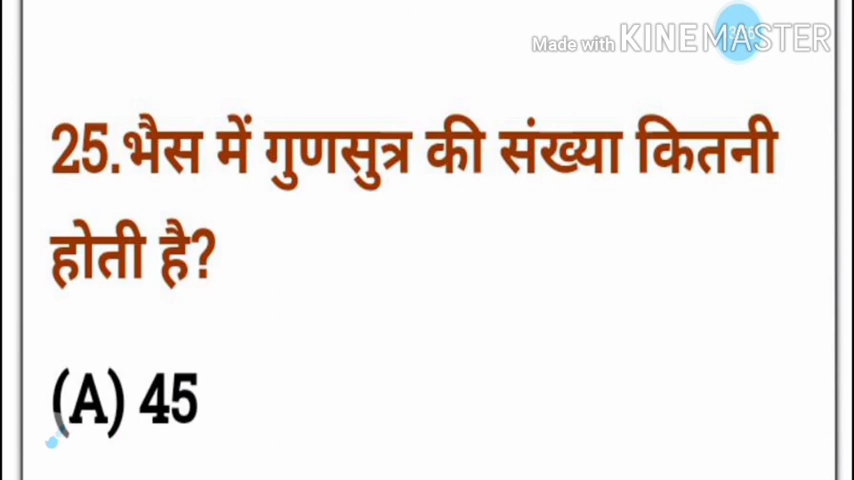 Made with KINEMASTER
25.भैस में गुणसुत्र की संख्या कितनी
होती है?
(A) 45